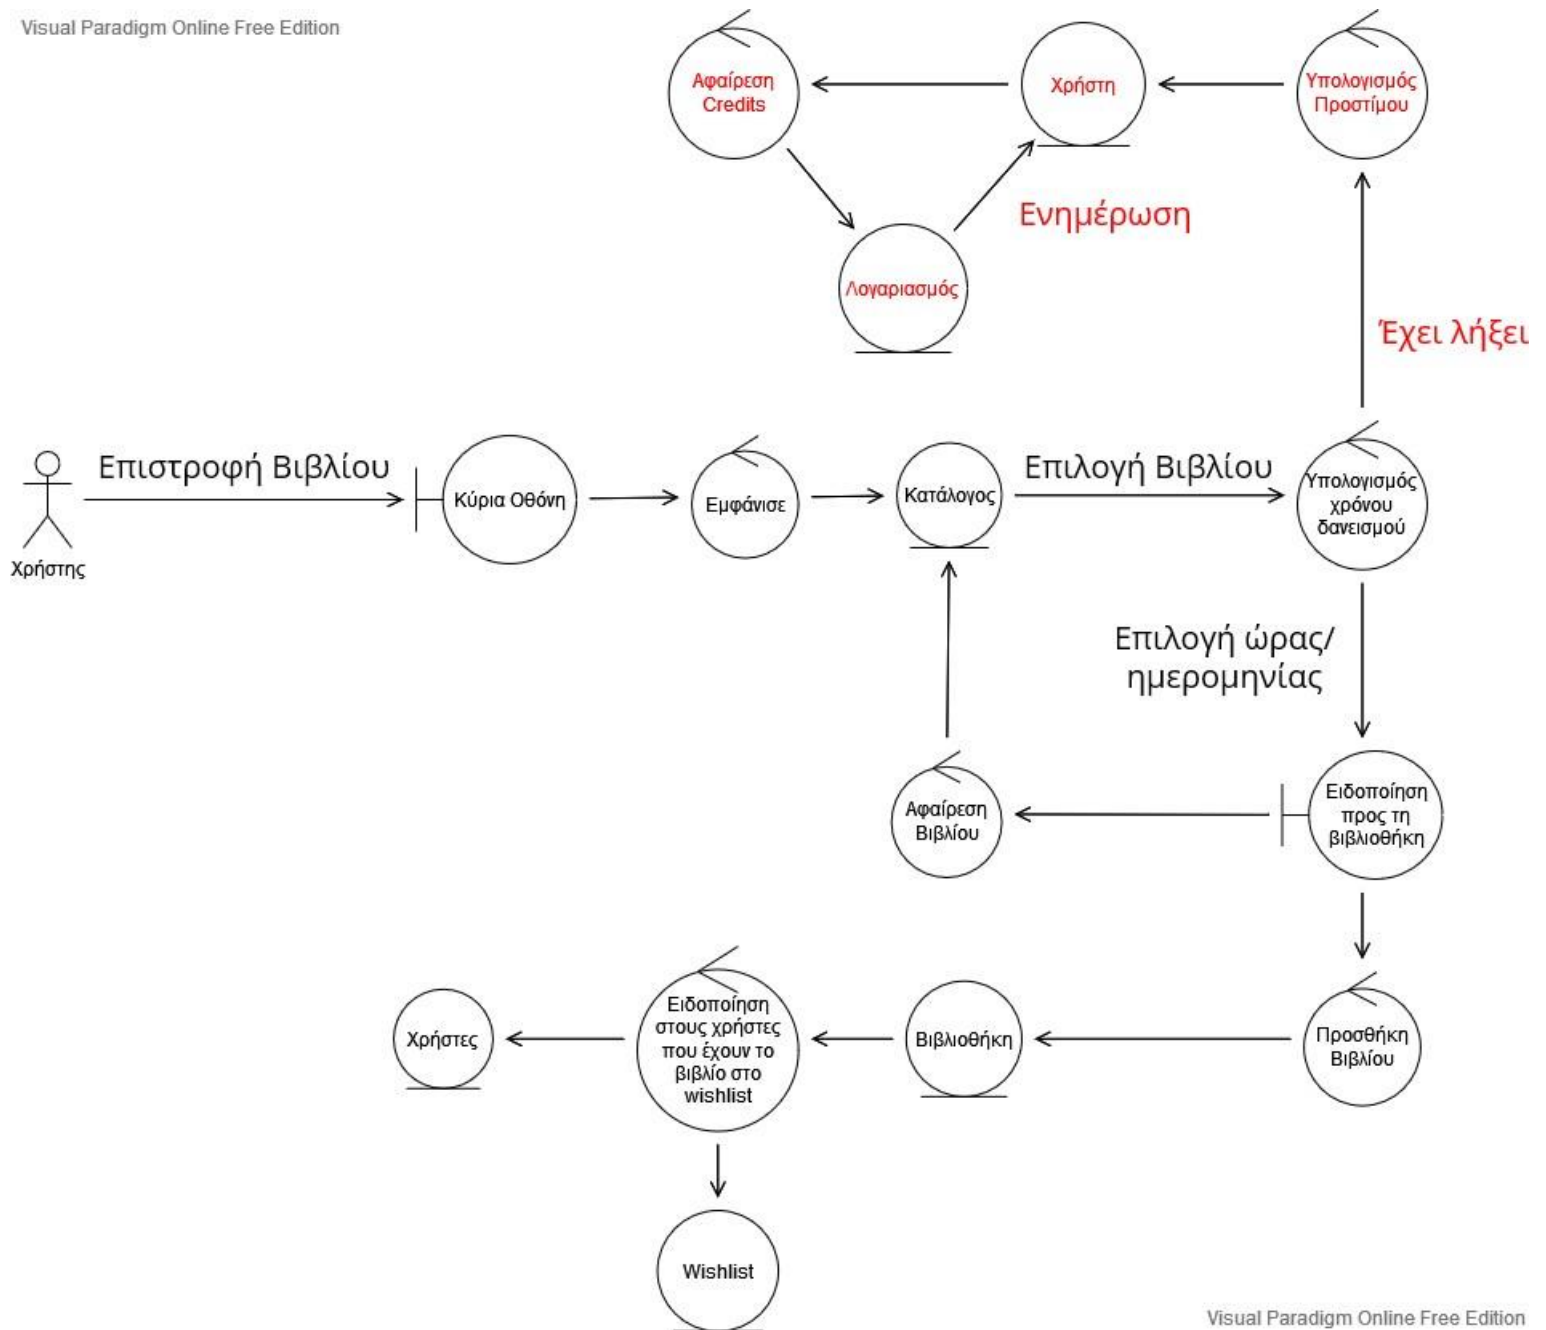 Visual Paradigm Online Free Edition
Αφαίρεση
Credits
Χρήστη
Υπολογισμός
Προστίμου
Ενημέρωση
Λογαριασμός
Έχει λήξει
Χρήστης
Επιστροφή Βιβλίου
Κύρια Οθόνη
Εμφάνισε
Κατάλογος
Επιλογή Βιβλίου
Υπολογισμός
χρόνου
δανεισμού
Επιλογή ώρας/
ημερομηνίας
Αφαίρεση
Βιβλίου
Ειδοποίηση
προς τη
βιβλιοθήκη
Χρήστες
Ειδοποίηση
στους χρήστες
που έχουν το
βιβλίο στο
wishlist
Βιβλιοθήκη
Προσθήκη
Βιβλίου
Wishlist
Visual Paradigm Online Free Edition